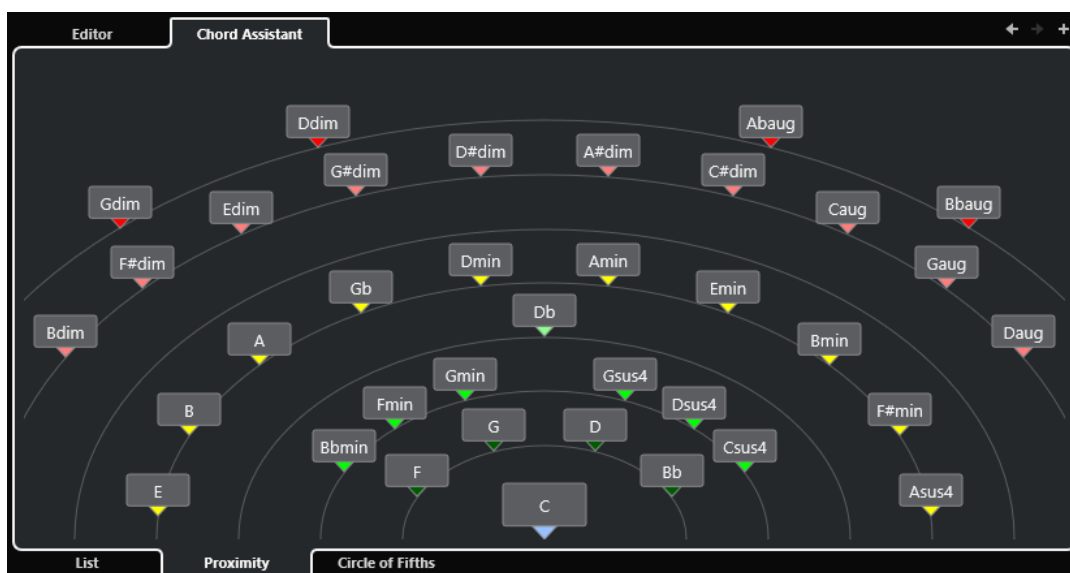 Editor
Chord Assistant
Ddim
Abaug
D#dim
A#dim
G#dim
C#dim
Gdim
Edim
Caug
Bbaug
F#dim
Gaug
Dmin
Amin
Gb
Emin
Db
Bdim
A
Bmin
Daug
Gmin
Gsus4
Fmin
Dsus4
B
F#min
G
D
Bbmin
Csus4
F
Bb
E
Asus4
C
List
Proximity
Circle of Fifths